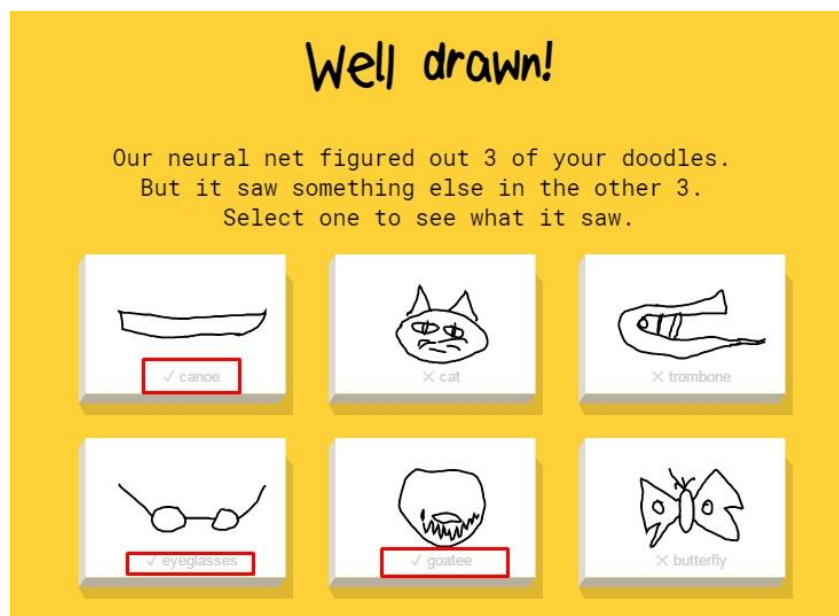 Well drawn!
Our neural net figured out 3 of your doodles.
But it saw something else in the other 3.
Select one to see what it saw.
✓ canoe
✕ cat
✕ trombone
✓ eyeglasses
✓ goatee
✕ butterfly